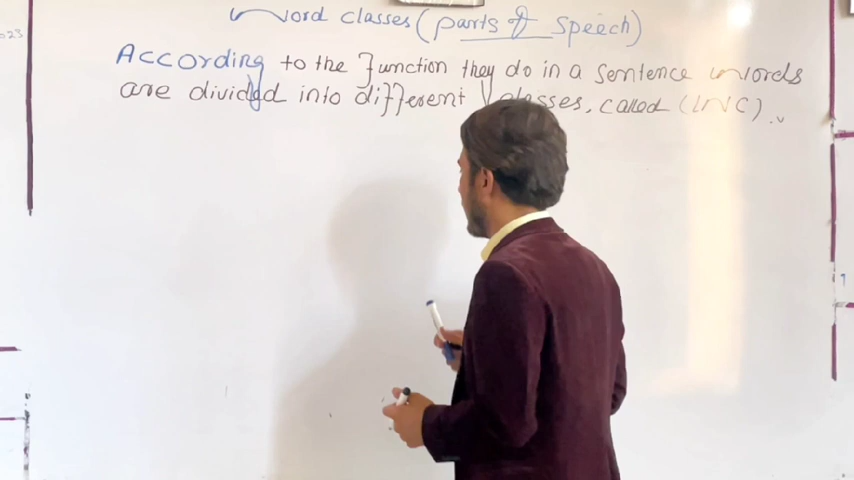 Word classes (parts of speech)
According to the function they do in a sentence words
are divided into different classes, called (WC).